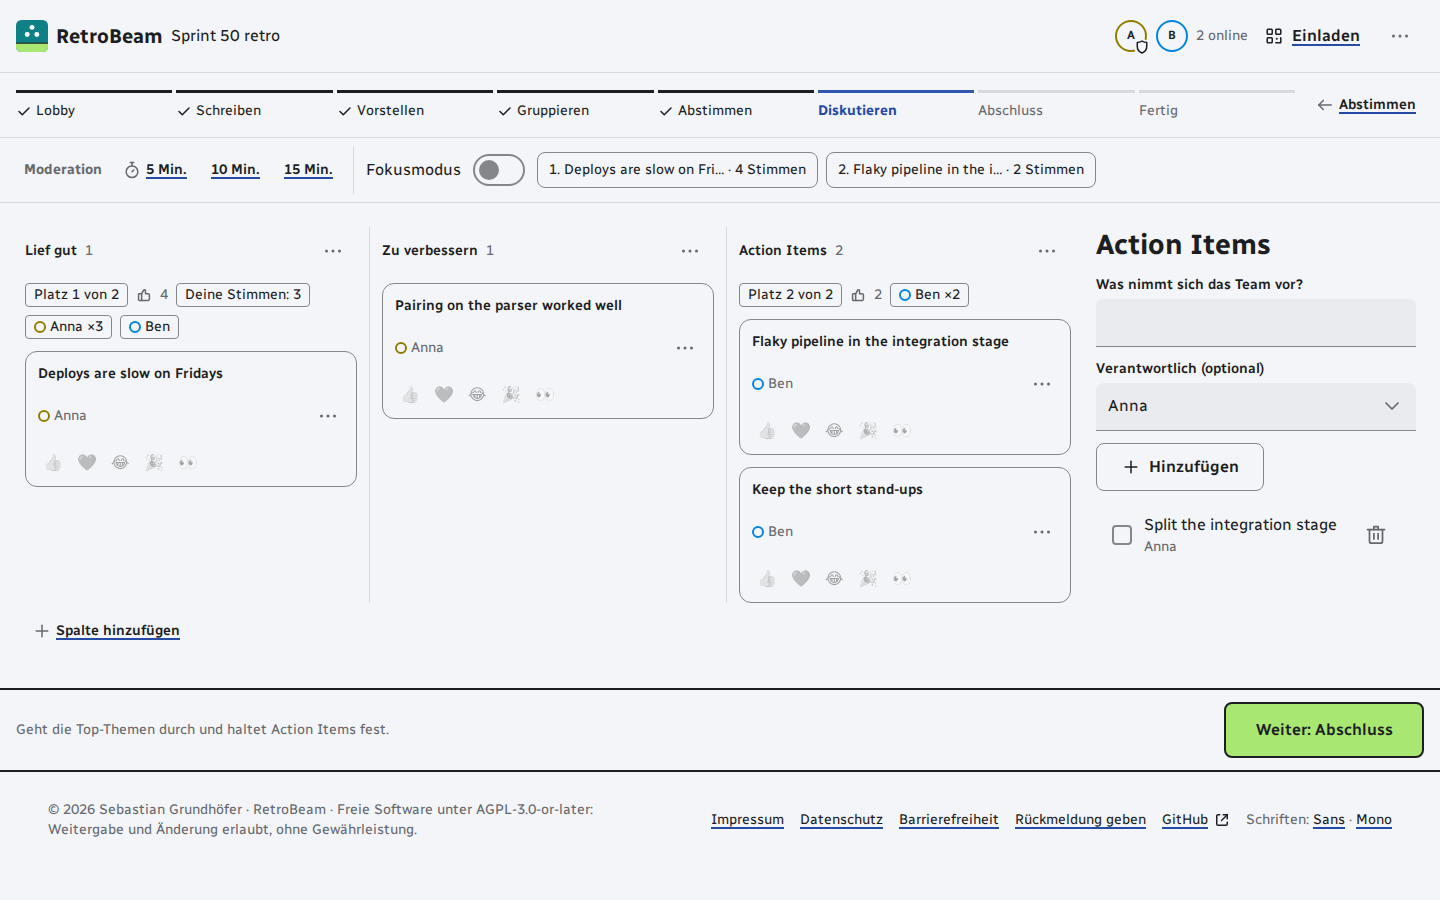 RetroBeam Sprint 50 retro
A B 2 online Einladen
Lobby Schreiben Vorstellen Gruppieren Abstimmen Diskutieren Abschluss Fertig Abstimmen
Moderation 5 Min. 10 Min. 15 Min. Fokusmodus 1. Deploys are slow on Fri... · 4 Stimmen 2. Flaky pipeline in the i... · 2 Stimmen
Lief gut 1
Platz 1 von 2 4 Deine Stimmen: 3
Anna ×3 Ben
Deploys are slow on Fridays
Anna
Zu verbessern 1
Pairing on the parser worked well
Anna
Action Items 2
Platz 2 von 2 2 Ben ×2
Flaky pipeline in the integration stage
Ben
Keep the short stand-ups
Ben
Action Items
Was nimmt sich das Team vor?
Verantwortlich (optional)
Anna
Hinzufügen
Split the integration stage
Anna
Spalte hinzufügen
Geht die Top-Themen durch und haltet Action Items fest.
Weiter: Abschluss
© 2026 Sebastian Grundhöfer · RetroBeam · Freie Software unter AGPL-3.0-or-later:
Weitergabe und Änderung erlaubt, ohne Gewährleistung.
Impressum Datenschutz Barrierefreiheit Rückmeldung geben GitHub Schriften: Sans · Mono